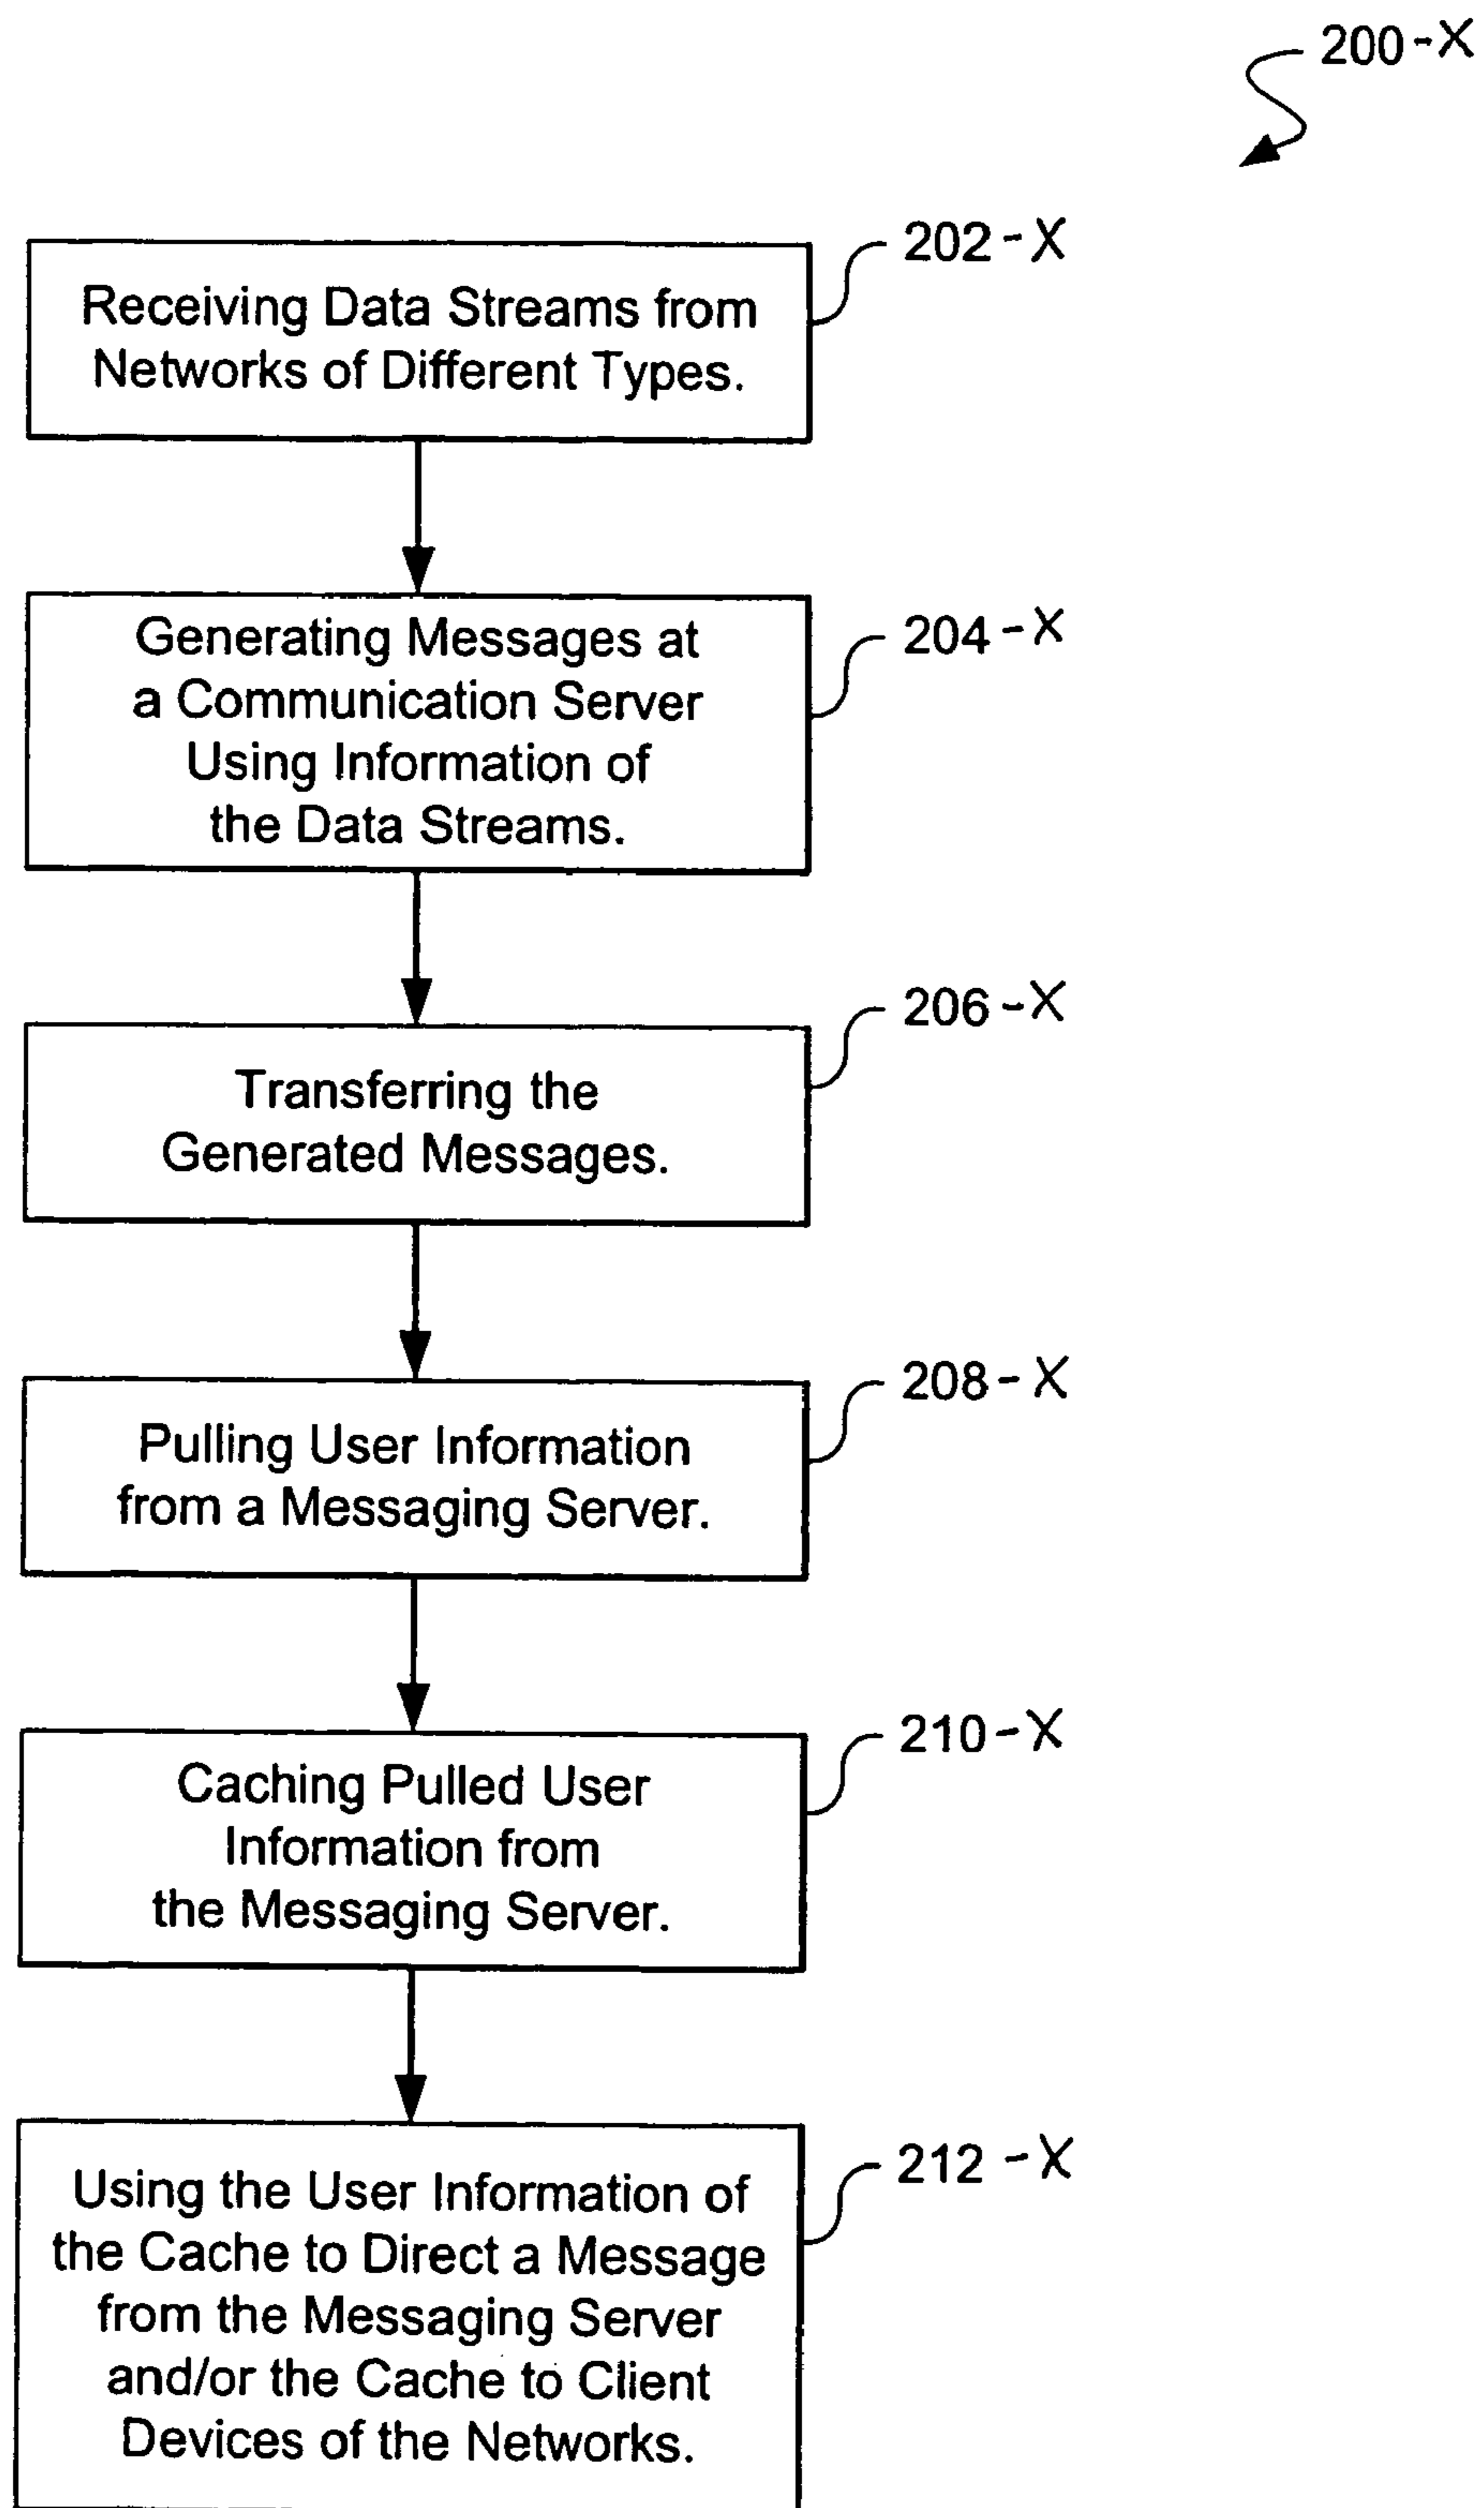 200-X
202-X
Receiving Data Streams from
Networks of Different Types.
204-X
Generating Messages at
a Communication Server
Using Information of
the Data Streams.
206-X
Transferring the
Generated Messages.
208-X
Pulling User Information
from a Messaging Server.
210-X
Caching Pulled User
Information from
the Messaging Server.
212-X
Using the User Information of
the Cache to Direct a Message
from the Messaging Server
and/or the Cache to Client
Devices of the Networks.